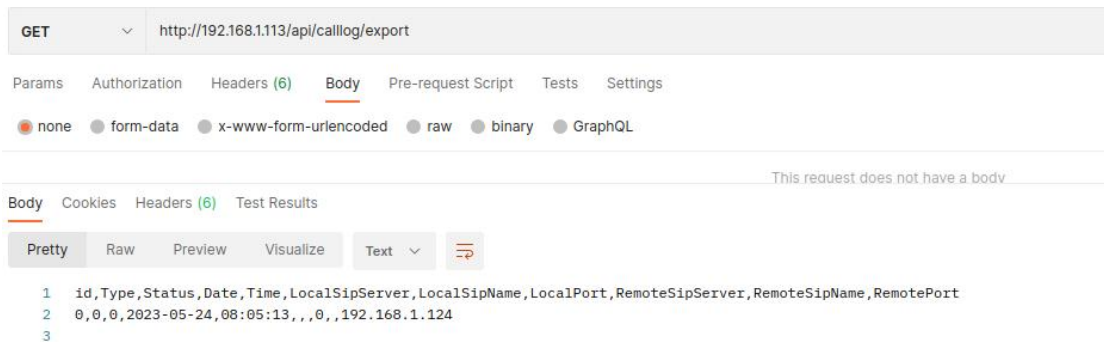 GET http://192.168.1.113/api/calllog/export
Params Authorization Headers (6) Body Pre-request Script Tests Settings
none form-data x-www-form-urlencoded raw binary GraphQL
This request does not have a body
Body Cookies Headers (6) Test Results
Pretty Raw Preview Visualize Text
1 id,Type,Status,Date,Time,LocalSipServer,LocalSipName,LocalPort,RemoteSipServer,RemoteSipName,RemotePort
2 0,0,0,2023-05-24,08:05:13,,,0,,192.168.1.124
3